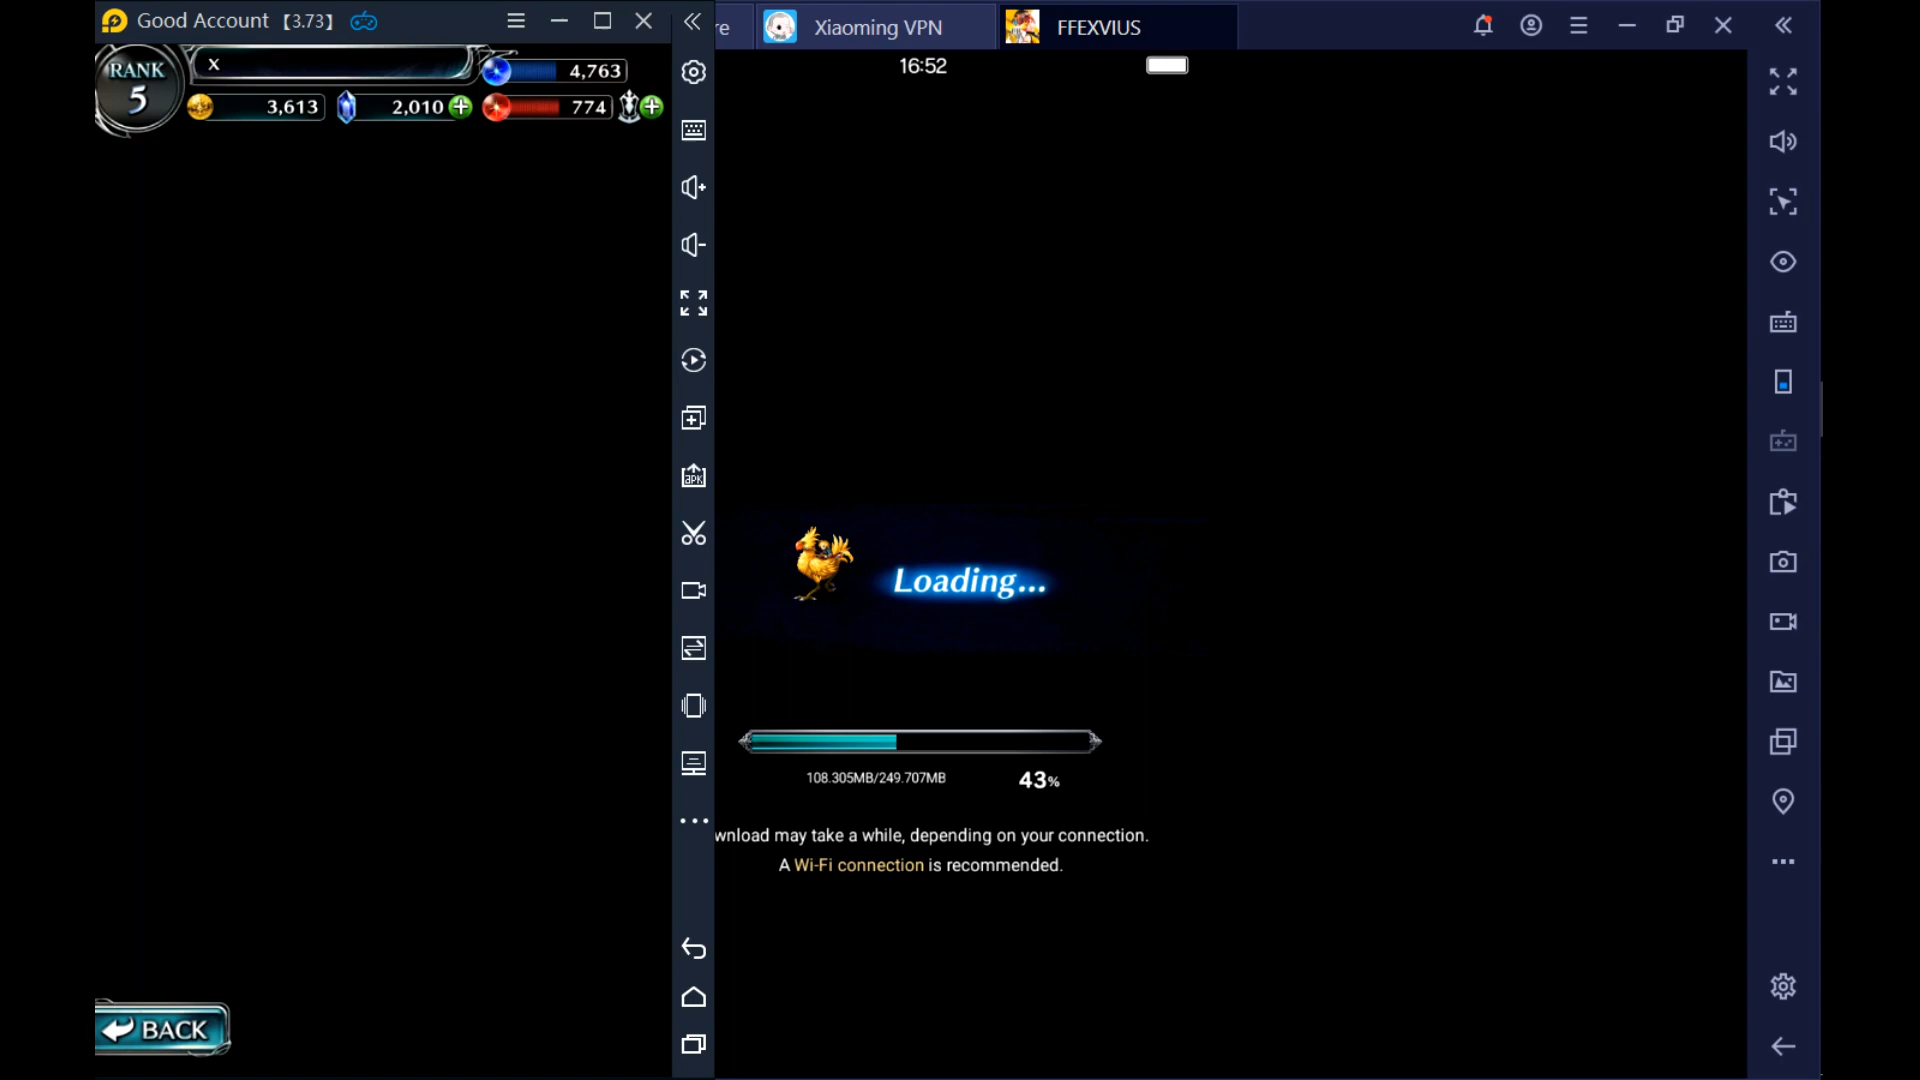 Good Account 【3.73】
RANK
5
x
4,763
3,613
2,010
774
BACK
APK
re
Xiaoming VPN
FFEXVIUS
16:52
Loading...
108.305MB/249.707MB
43%
wnload may take a while, depending on your connection.
A Wi-Fi connection is recommended.